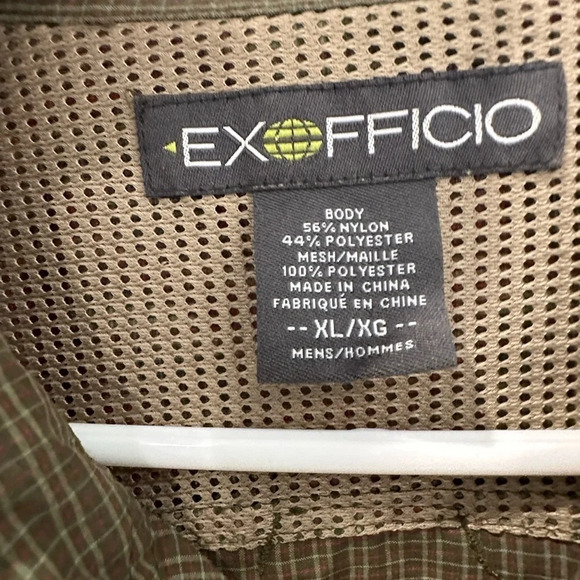 EXOFFICIO
BODY
56% NYLON
44% POLYESTER
MESH/MAILLE
100% POLYESTER
MADE IN CHINA
FABRIQUÉ EN CHINE
-- XL/XG --
MENS/HOMMES